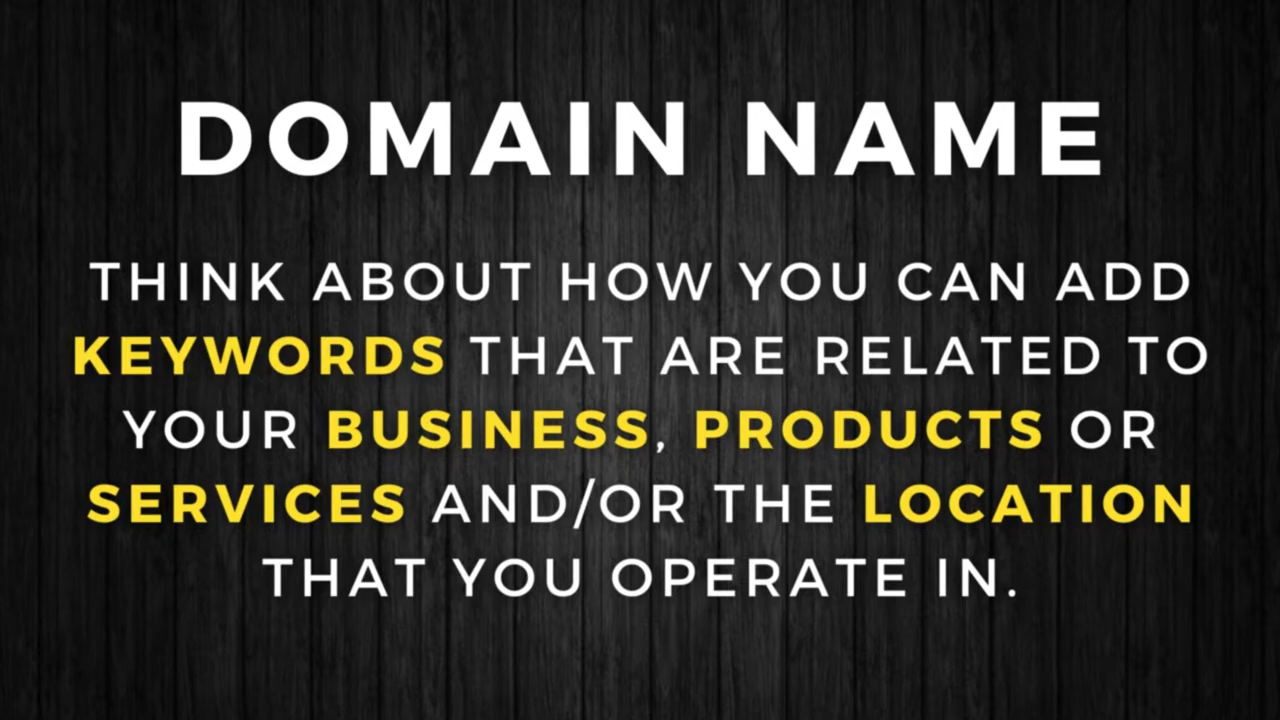 DOMAIN NAME
THINK ABOUT HOW YOU CAN ADD
KEYWORDS THAT ARE RELATED TO
YOUR BUSINESS, PRODUCTS OR
SERVICES AND/OR THE LOCATION
THAT YOU OPERATE IN.